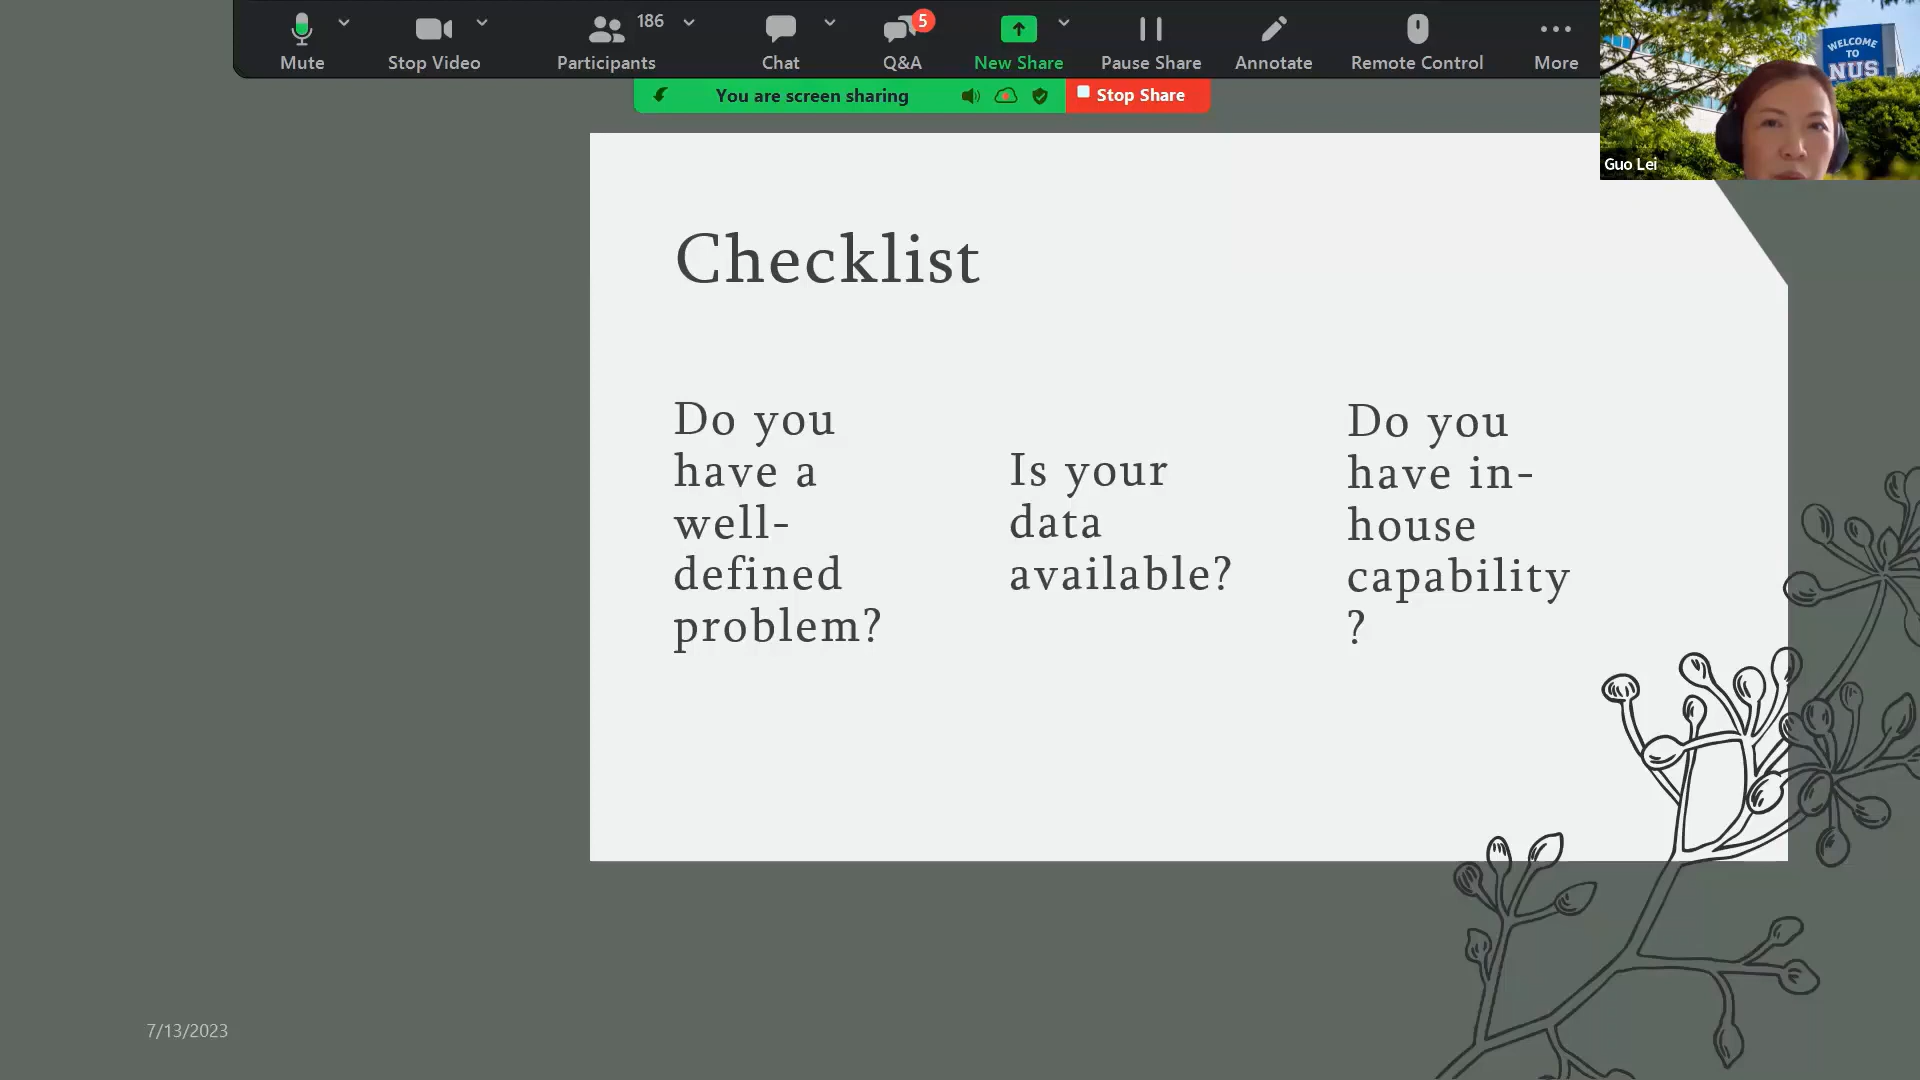 186
5
Mute
Stop Video
Participants
Chat
Q&A
New Share
Pause Share
Annotate
Remote Control
More
You are screen sharing
Stop Share
WELCOME
TO
NUS
Guo Lei
Checklist
Do you
have a
well-
defined
problem?
Is your
data
available?
Do you
have in-
house
capability
?
7/13/2023